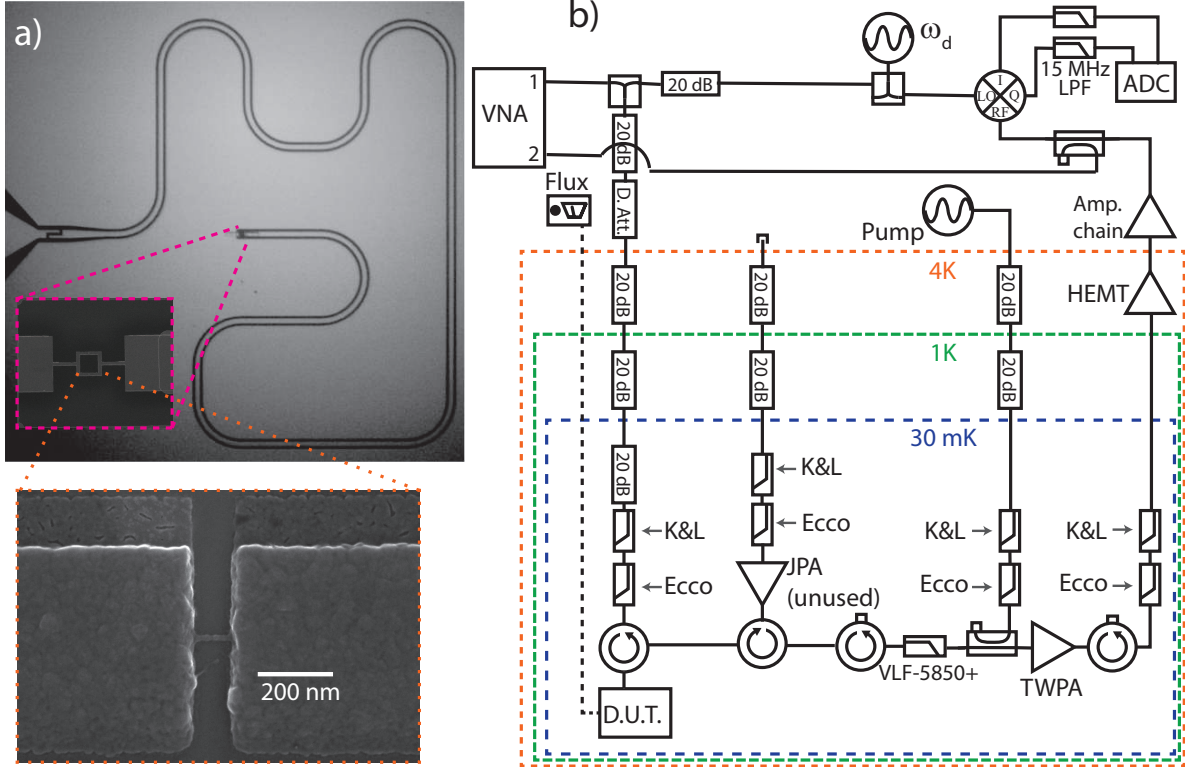 a)
200 nm
b)
ω_d
VNA
1
2
20 dB
20 dB
D. Att.
I
LO
Q
RF
15 MHz
LPF
ADC
Flux
Pump
Amp.
chain
4K
HEMT
20 dB
20 dB
20 dB
1K
20 dB
20 dB
20 dB
30 mK
20 dB
K&L
K&L
K&L
K&L
Ecco
Ecco
Ecco
Ecco
JPA
(unused)
VLF-5850+
TWPA
D.U.T.